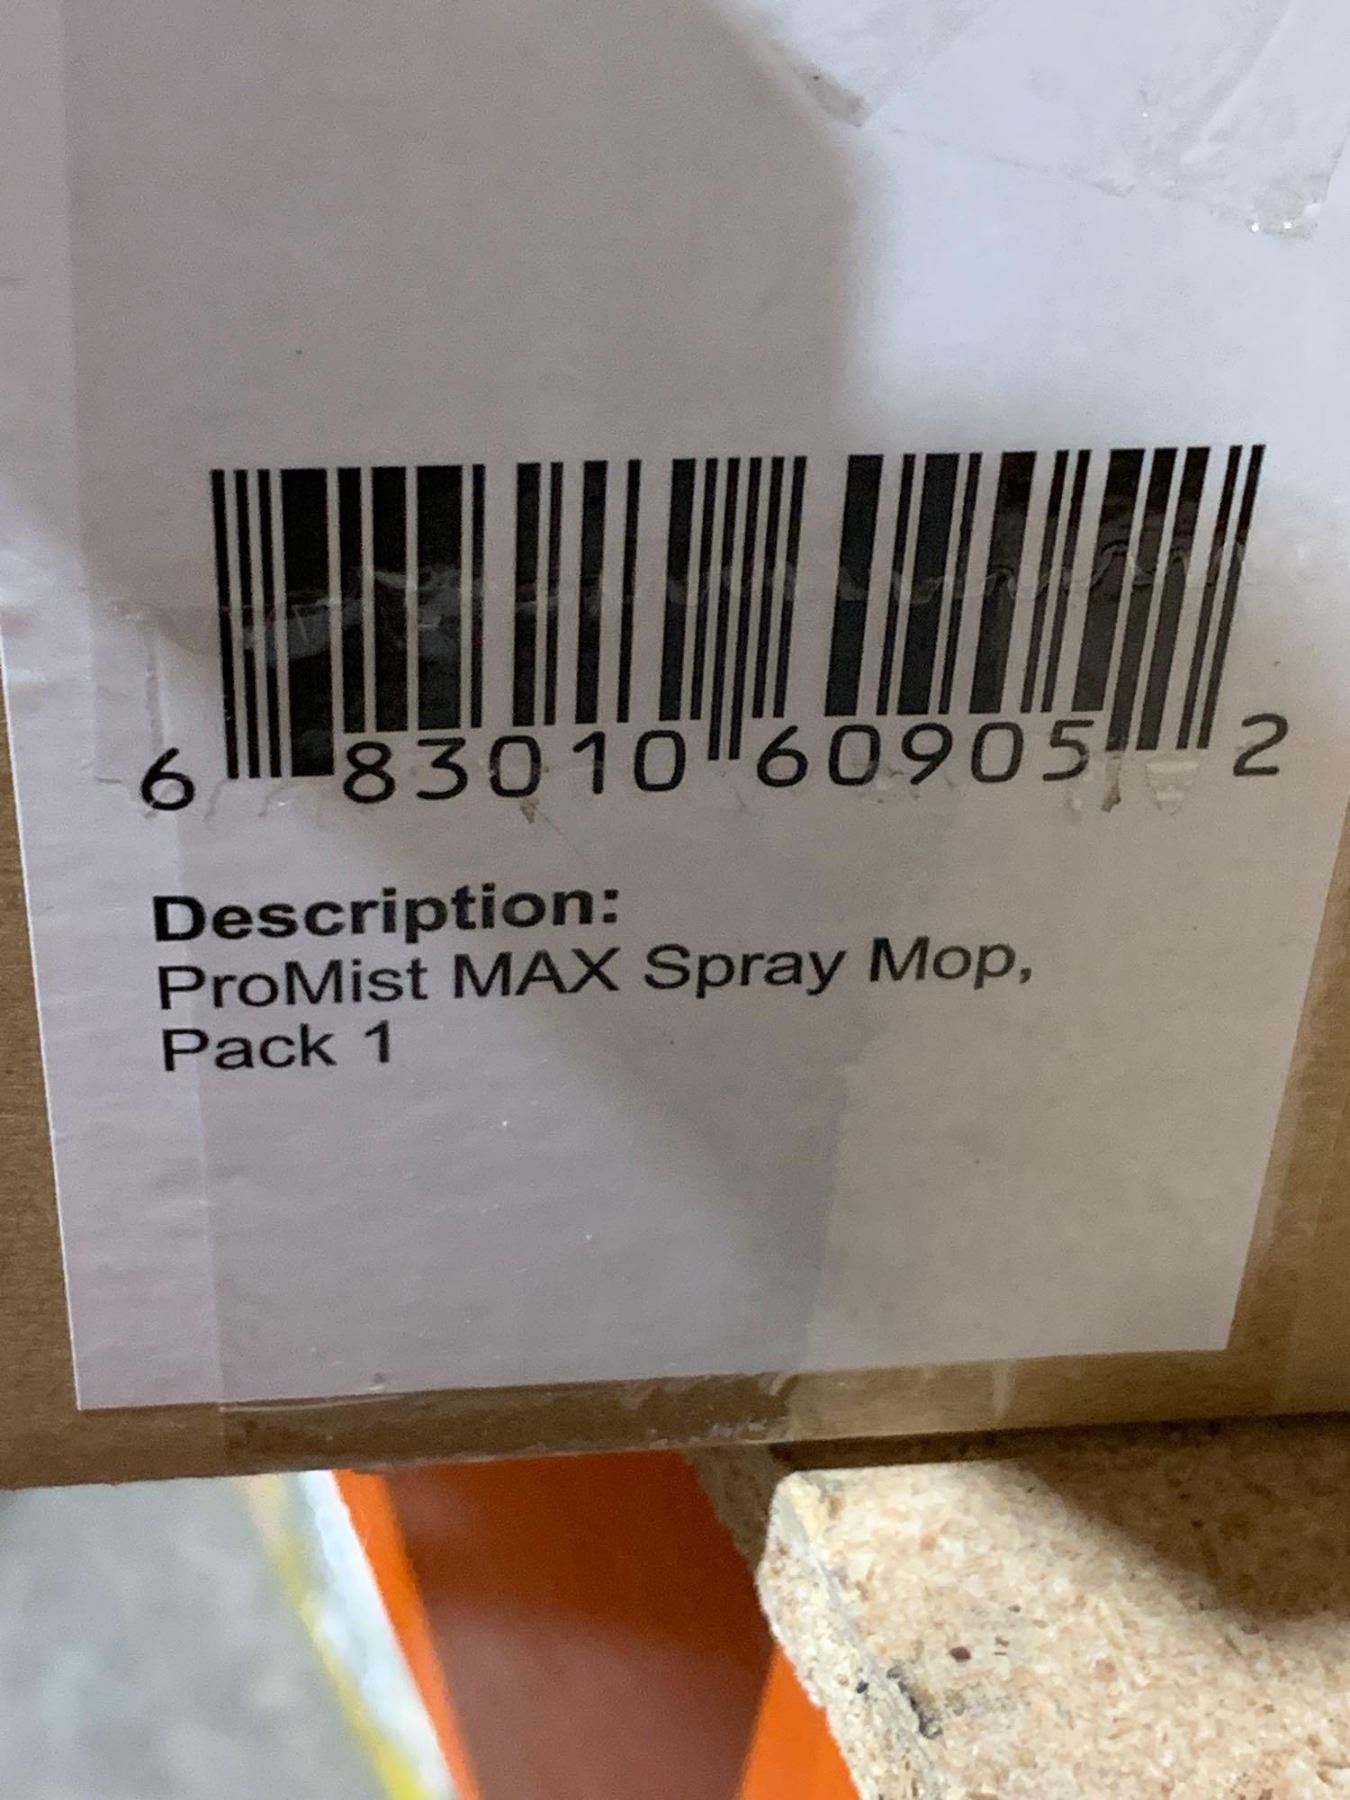 6 83010 60905 2
Description:
ProMist MAX Spray Mop,
Pack 1